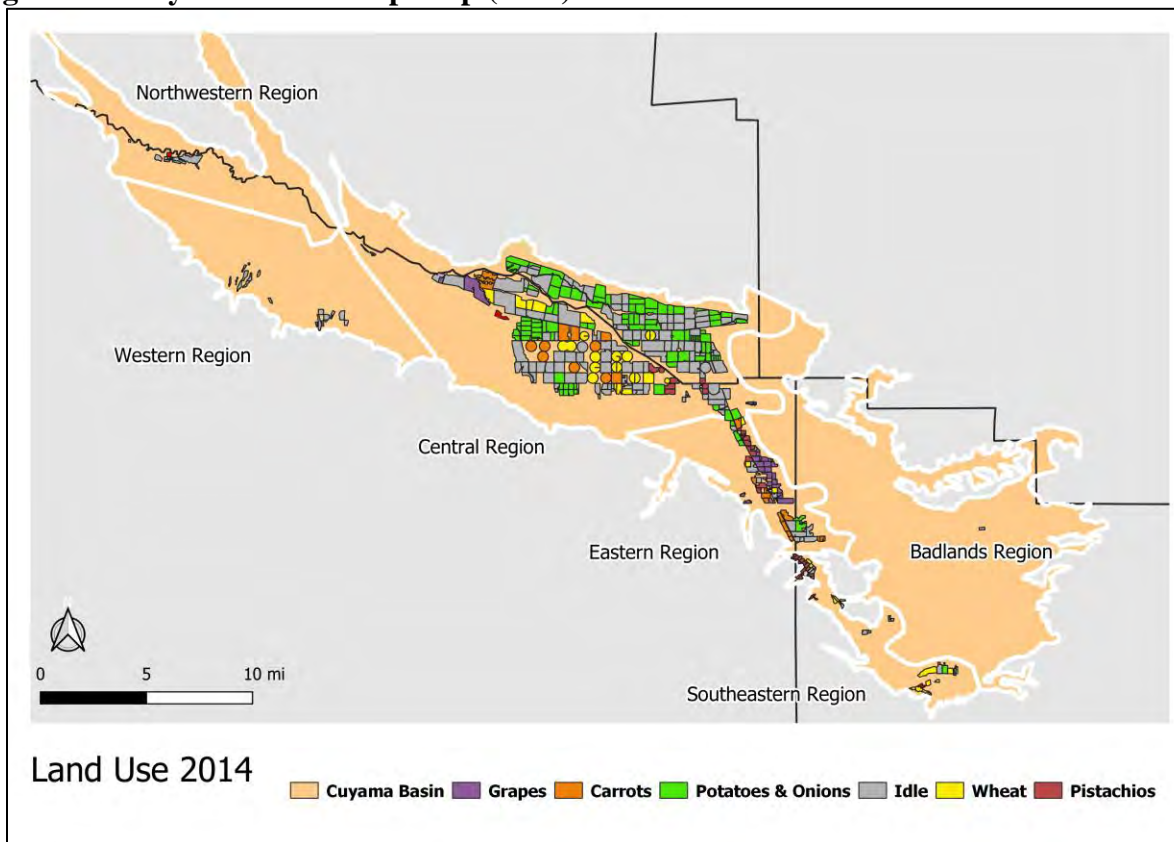 Northwestern Region
Western Region
Central Region
Eastern Region
Badlands Region
Southeastern Region
0 5 10 mi
Land Use 2014
Cuyama Basin Grapes Carrots Potatoes & Onions Idle Wheat Pistachios